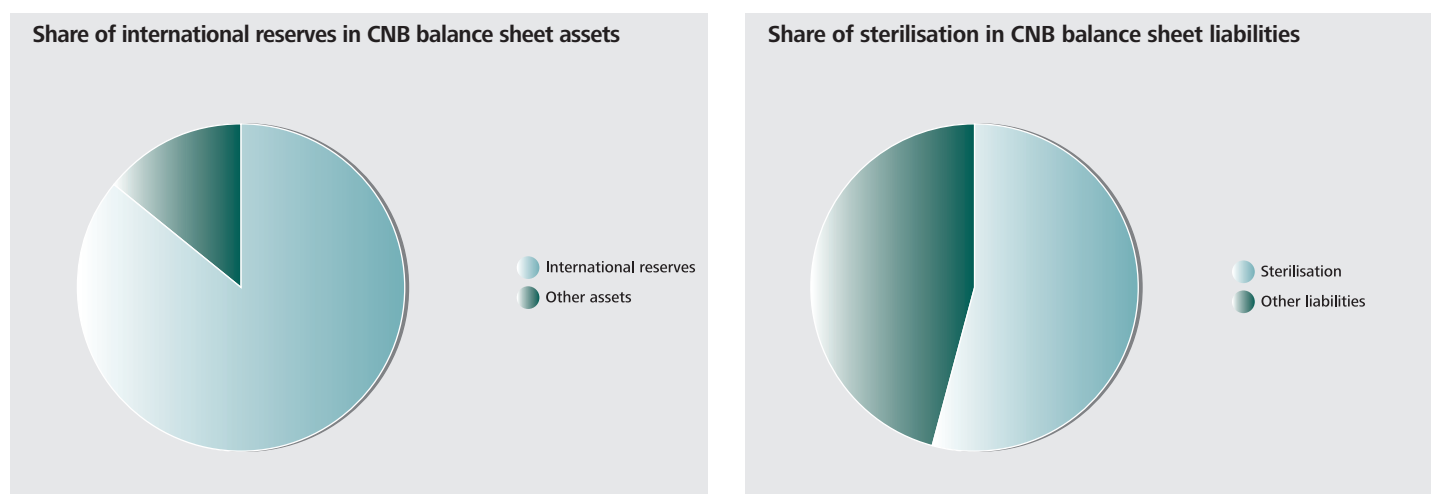 Share of international reserves in CNB balance sheet assets
International reserves
Other assets
Share of sterilisation in CNB balance sheet liabilities
Sterilisation
Other liabilities